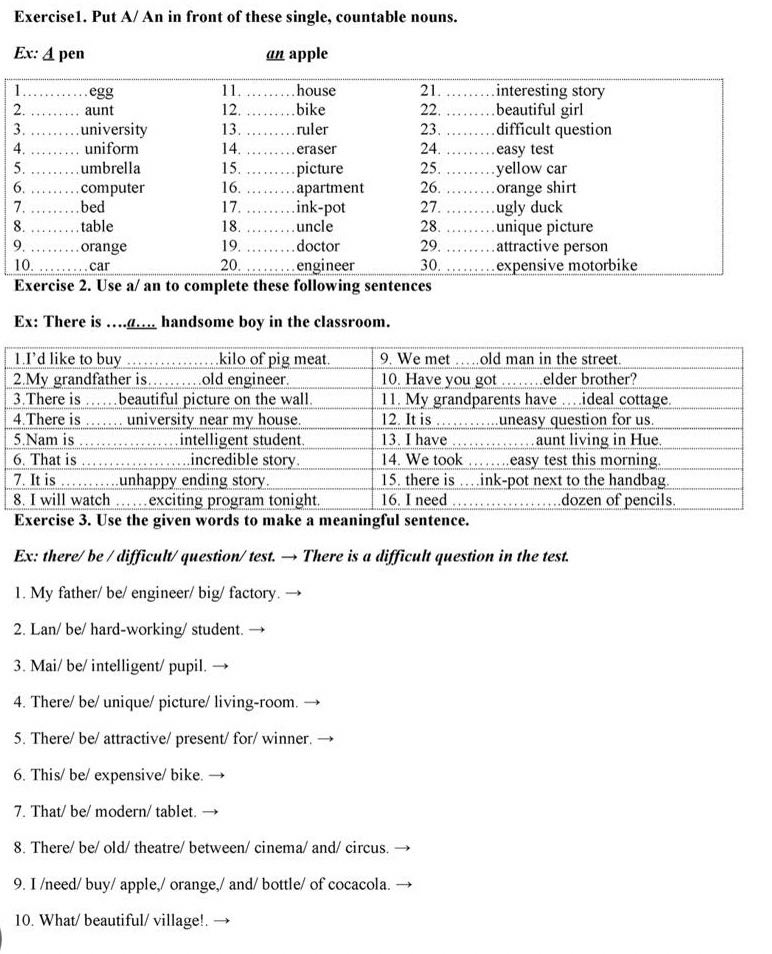 Exercise1. Put A/ An in front of these single, countable nouns.
Ex: A pen an apple
1............egg 11. .........house 21. .........interesting story
2. .......... aunt 12. .........bike 22. .........beautiful girl
3. ..........university 13. .........ruler 23. .........difficult question
4. .......... uniform 14. .........eraser 24. .........easy test
5. ..........umbrella 15. .........picture 25. .........yellow car
6. ..........computer 16. .........apartment 26. .........orange shirt
7. ..........bed 17. .........ink-pot 27. .........ugly duck
8. ..........table 18. .........uncle 28. .........unique picture
9. ..........orange 19. .........doctor 29. .........attractive person
10. ..........car 20. .........engineer 30. .........expensive motorbike
Exercise 2. Use a/ an to complete these following sentences
Ex: There is ....a.... handsome boy in the classroom.
1.I'd like to buy .................kilo of pig meat. 9. We met .....old man in the street.
2.My grandfather is..........old engineer. 10. Have you got ........elder brother?
3.There is ......beautiful picture on the wall. 11. My grandparents have ....ideal cottage.
4.There is ....... university near my house. 12. It is ............uneasy question for us.
5.Nam is ..................intelligent student. 13. I have ...............aunt living in Hue.
6. That is ....................incredible story. 14. We took ........easy test this morning.
7. It is ...........unhappy ending story. 15. there is ....ink-pot next to the handbag.
8. I will watch ......exciting program tonight. 16. I need .....................dozen of pencils.
Exercise 3. Use the given words to make a meaningful sentence.
Ex: there/ be / difficult/ question/ test. → There is a difficult question in the test.
1. My father/ be/ engineer/ big/ factory. →
2. Lan/ be/ hard-working/ student. →
3. Mai/ be/ intelligent/ pupil. →
4. There/ be/ unique/ picture/ living-room. →
5. There/ be/ attractive/ present/ for/ winner. →
6. This/ be/ expensive/ bike. →
7. That/ be/ modern/ tablet. →
8. There/ be/ old/ theatre/ between/ cinema/ and/ circus. →
9. I /need/ buy/ apple,/ orange,/ and/ bottle/ of cocacola. →
10. What/ beautiful/ village!. →